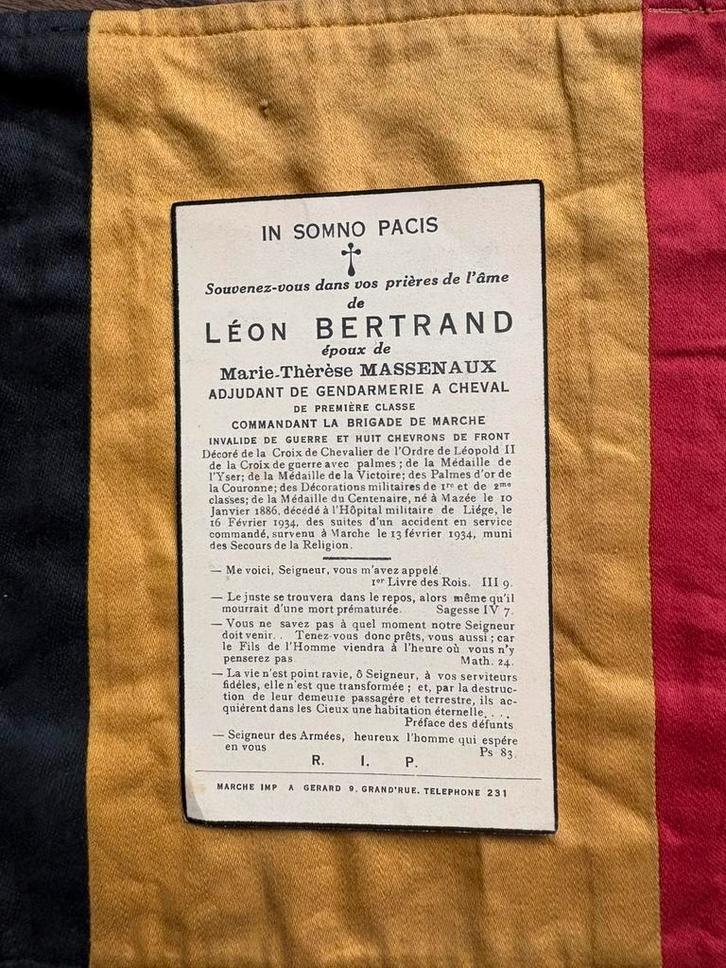 IN SOMNO PACIS
Souvenez-vous dans vos prières de l'âme
de
LÉON BERTRAND
époux de
Marie-Thèrèse MASSENAUX
ADJUDANT DE GENDARMERIE A CHEVAL
DE PREMIÈRE CLASSE
COMMANDANT LA BRIGADE DE MARCHE
INVALIDE DE GUERRE ET HUIT CHEVRONS DE FRONT
Décoré de la Croix de Chevalier de l'Ordre de Léopold II
de la Croix de guerre avec palmes ; de la Médaille de
l'Yser; de la Médaille de la Victoire; des Palmes d'or de
la Couronne; des Décorations militaires de 1re et de 2me
classes; de la Médaille du Centenaire, né à Mazée le 10
Janvier 1886, décédé à l'Hôpital militaire de Liége, le
16 Février 1934, des suites d'un accident en service
commandé, survenu à Marche le 13 février 1934, muni
des Secours de la Religion.
— Me voici, Seigneur, vous m'avez appelé.
1er Livre des Rois. III 9.
— Le juste se trouvera dans le repos, alors même qu'il
mourrait d'une mort prématurée. Sagesse IV 7.
— Vous ne savez pas à quel moment notre Seigneur
doit venir. . Tenez-vous donc prêts, vous aussi ; car
le Fils de l'Homme viendra à l'heure où vous n'y
penserez pas Math. 24.
— La vie n'est point ravie, ô Seigneur, à vos serviteurs
fidéles, elle n'est que transformée ; et, par la destruc-
tion de leur demeure passagére et terrestre, ils ac-
quiérent dans les Cieux une habitation éternelle. . . .
Préface des défunts
— Seigneur des Armées, heureux l'homme qui espére
en vous Ps 83.
R. I. P.
MARCHE IMP A GERARD 9. GRAND'RUE. TELEPHONE 231